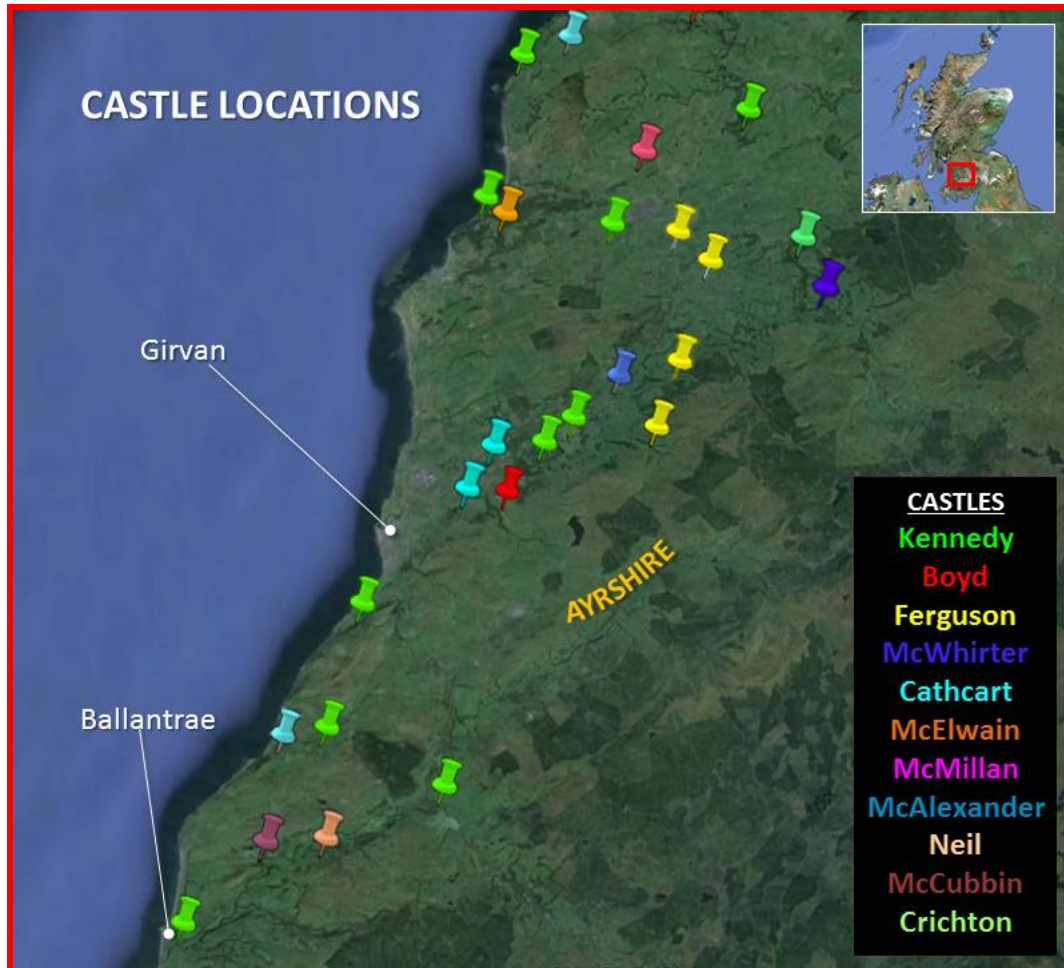 CASTLE LOCATIONS
Girvan
AYRSHIRE
Ballantrae
CASTLES
Kennedy
Boyd
Ferguson
McWhirter
Cathcart
McElwain
McMillan
McAlexander
Neil
McCubbin
Crichton